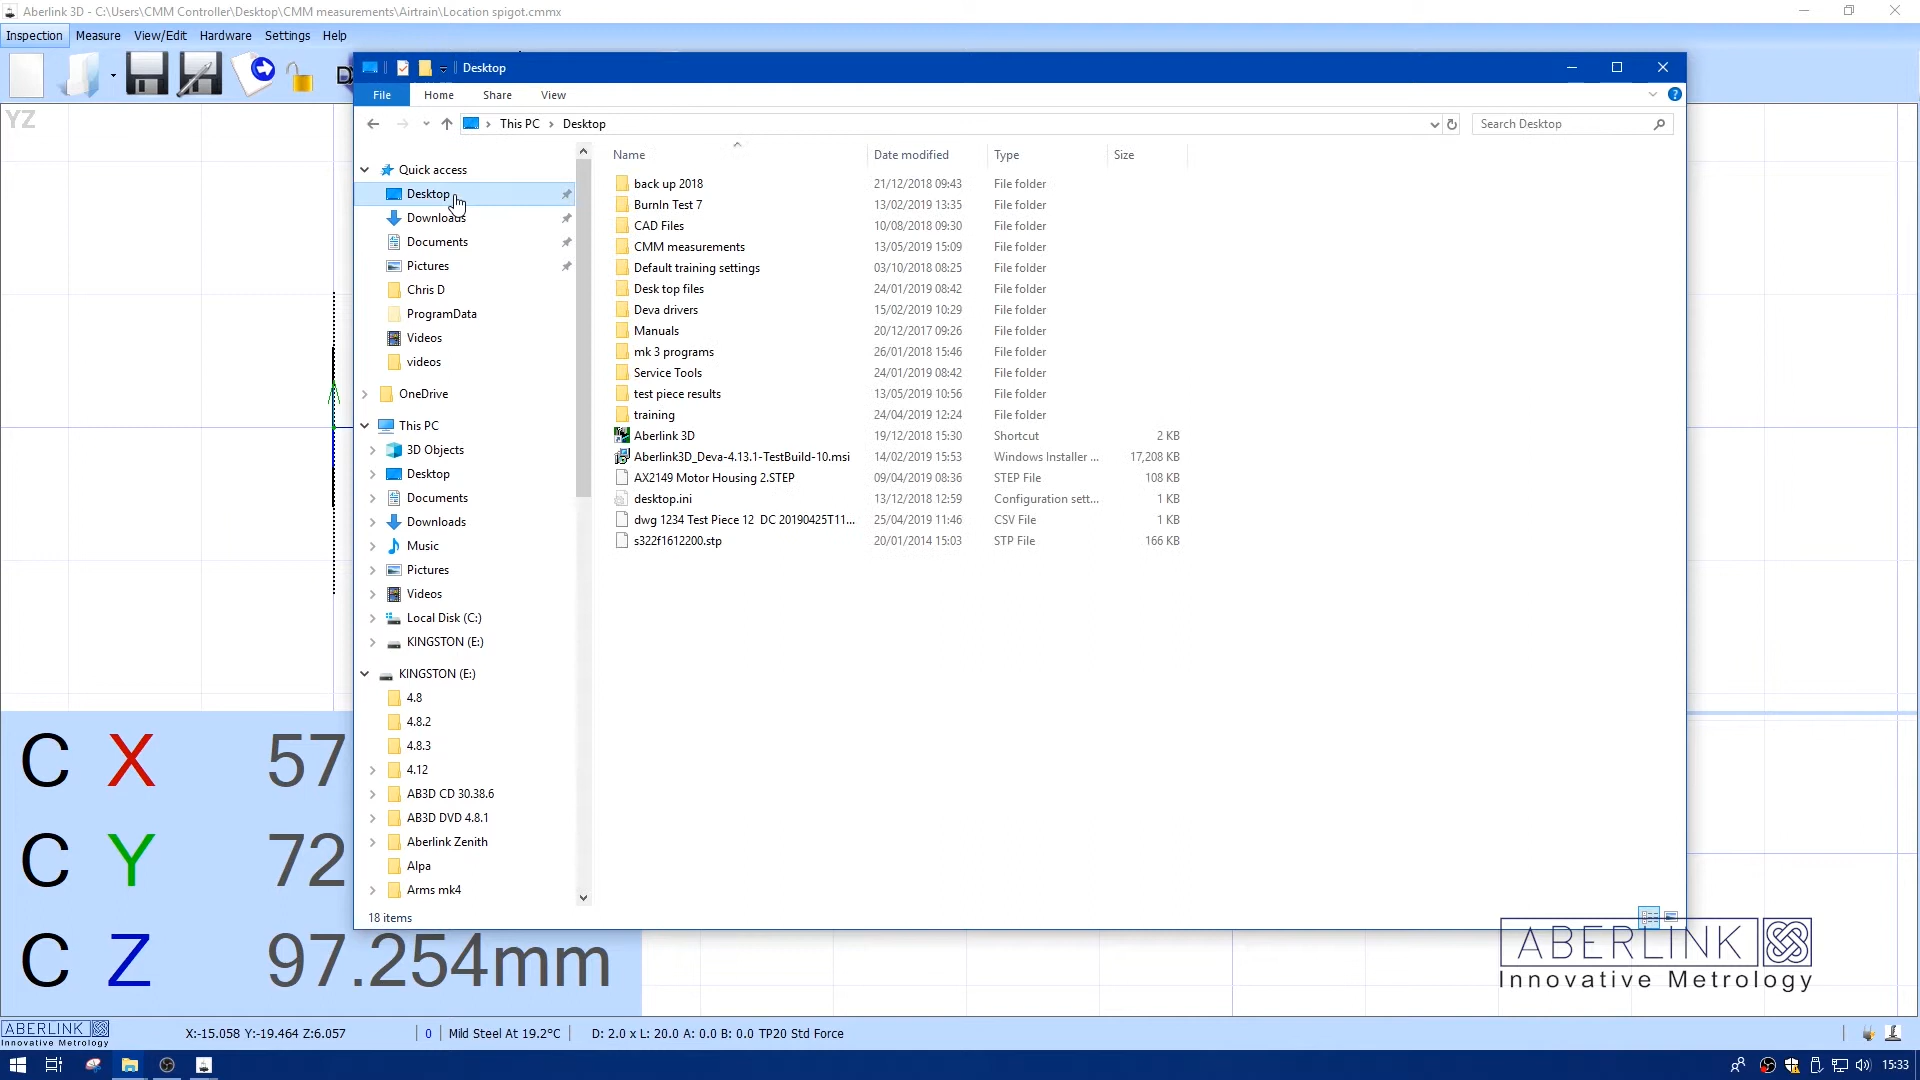 Aberlink 3D - C:\Users\CMM Controller\Desktop\CMM measurements\Airtrain\Location spigot.cmmx
Inspection Measure View/Edit Hardware Settings Help
YZ
Desktop
File Home Share View
This PC > Desktop
Search Desktop
Name Date modified Type Size
Quick access
Desktop
Downloads
Documents
Pictures
Chris D
ProgramData
Videos
videos
OneDrive
This PC
3D Objects
Desktop
Documents
Downloads
Music
Pictures
Videos
Local Disk (C:)
KINGSTON (E:)
KINGSTON (E:)
4.8
4.8.2
4.8.3
4.12
AB3D CD 30.38.6
AB3D DVD 4.8.1
Aberlink Zenith
Alpa
Arms mk4
back up 2018 21/12/2018 09:43 File folder
BurnIn Test 7 13/02/2019 13:35 File folder
CAD Files 10/08/2018 09:30 File folder
CMM measurements 13/05/2019 15:09 File folder
Default training settings 03/10/2018 08:25 File folder
Desk top files 24/01/2019 08:42 File folder
Deva drivers 15/02/2019 10:29 File folder
Manuals 20/12/2017 09:26 File folder
mk 3 programs 26/01/2018 15:46 File folder
Service Tools 24/01/2019 08:42 File folder
test piece results 13/05/2019 10:56 File folder
training 24/04/2019 12:24 File folder
Aberlink 3D 19/12/2018 15:30 Shortcut 2 KB
Aberlink3D_Deva-4.13.1-TestBuild-10.msi 14/02/2019 15:53 Windows Installer ... 17,208 KB
AX2149 Motor Housing 2.STEP 09/04/2019 08:36 STEP File 108 KB
desktop.ini 13/12/2018 12:59 Configuration sett... 1 KB
dwg 1234 Test Piece 12 DC 20190425T11... 25/04/2019 11:46 CSV File 1 KB
s322f1612200.stp 20/01/2014 15:03 STP File 166 KB
18 items
C X 57
C Y 72
C Z 97.254mm
ABERLINK
Innovative Metrology
ABERLINK
Innovative Metrology
X:-15.058 Y:-19.464 Z:6.057 0 Mild Steel At 19.2°C D: 2.0 x L: 20.0 A: 0.0 B: 0.0 TP20 Std Force
15:33